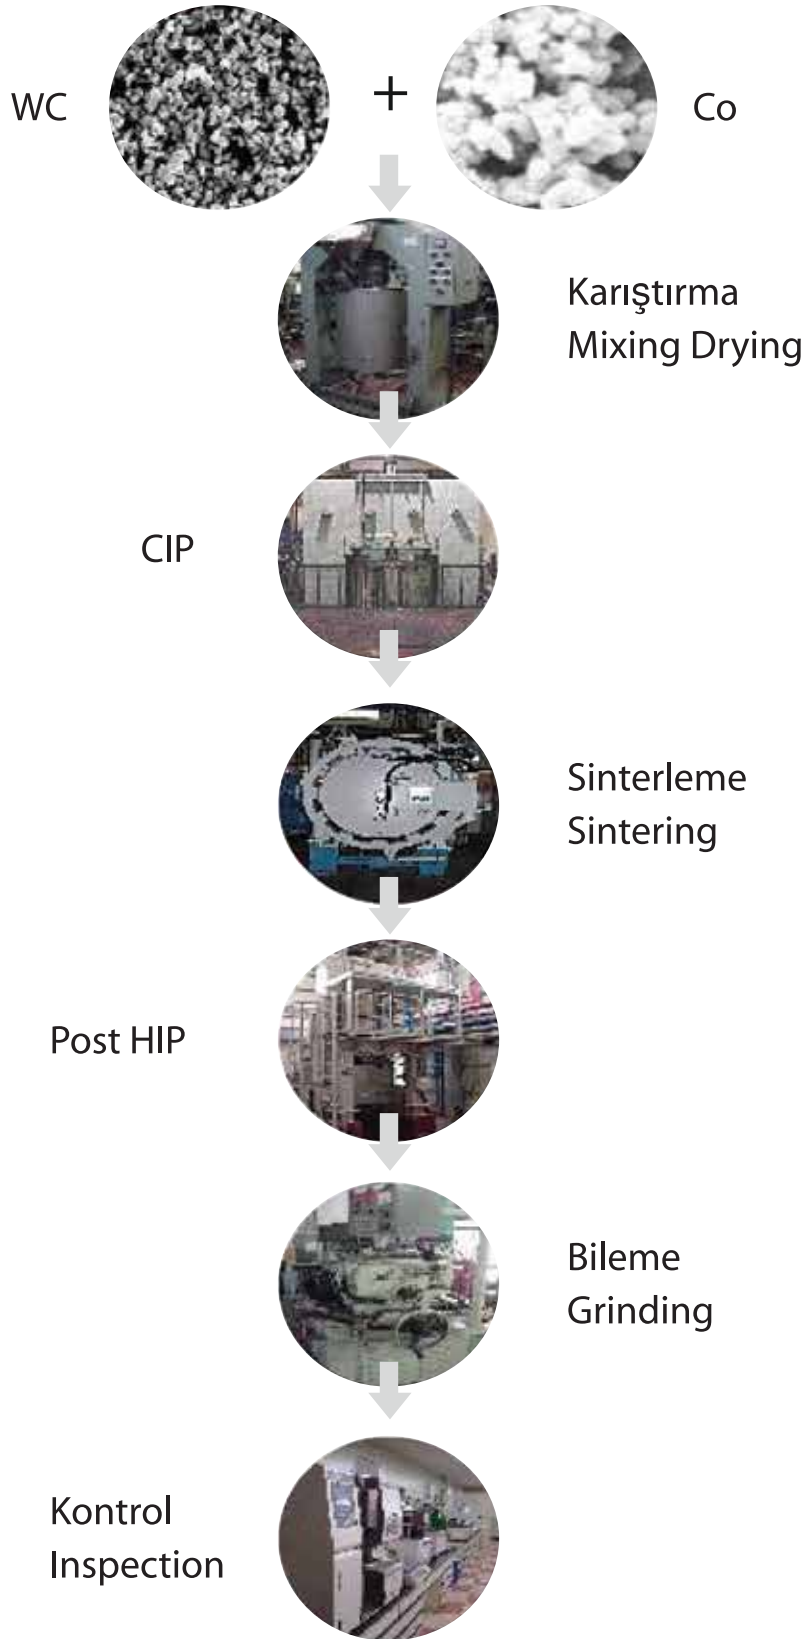 WC
+
Co
Karıştırma
Mixing Drying
CIP
Sinterleme
Sintering
Post HIP
Bileme
Grinding
Kontrol
Inspection